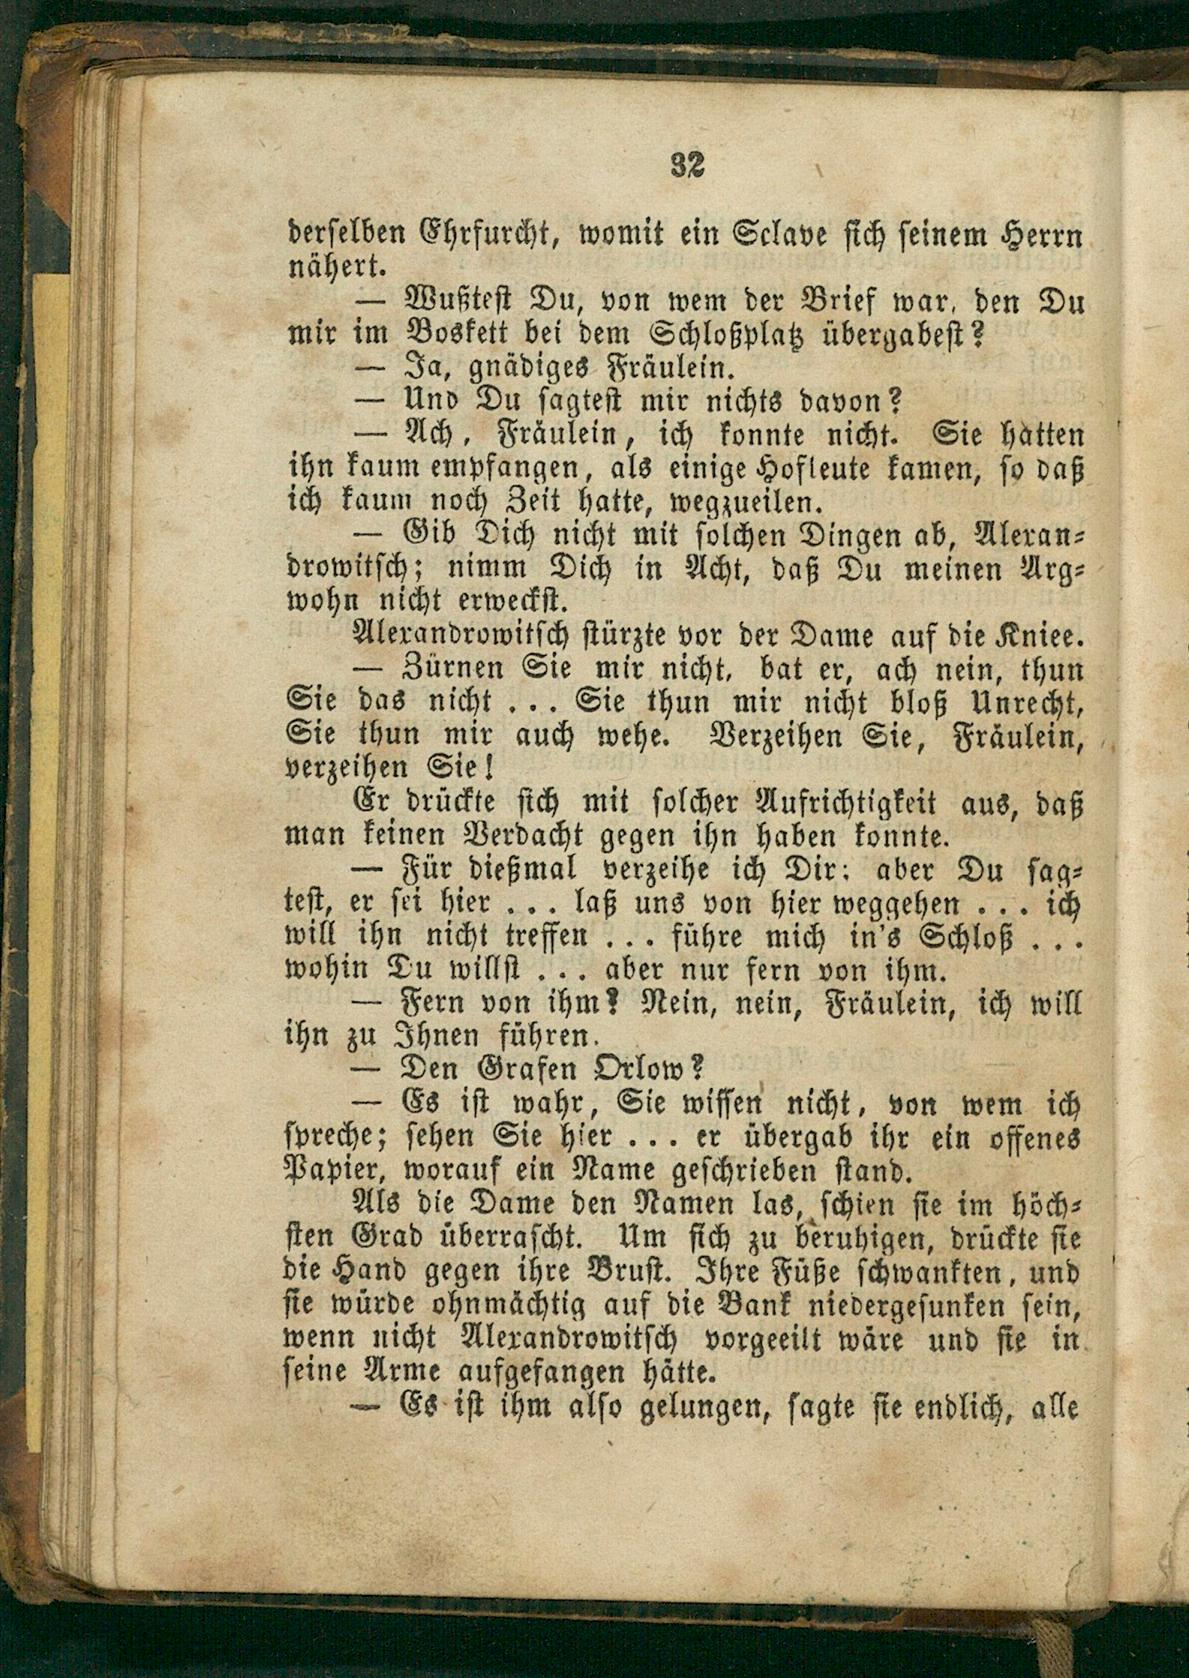 32
derselben Ehrfurcht, womit ein Sclave sich seinem Herrn
nähert.
— Wußtest Du, von wem der Brief war, den Du
mir im Boskett bei dem Schloßplatz übergabest?
— Ja, gnädiges Fräulein.
— Und Du sagtest mir nichts davon?
— Ach, Fräulein, ich konnte nicht. Sie hatten
ihn kaum empfangen, als einige Hofleute kamen, so daß
ich kaum noch Zeit hatte, wegzueilen.
— Gib Dich nicht mit solchen Dingen ab, Alexan-
drowitsch; nimm Dich in Acht, daß Du meinen Arg-
wohn nicht erweckst.
Alexandrowitsch stürzte vor der Dame auf die Kniee.
— Zürnen Sie mir nicht, bat er, ach nein, thun
Sie das nicht ... Sie thun mir nicht bloß Unrecht,
Sie thun mir auch wehe. Verzeihen Sie, Fräulein,
verzeihen Sie!
Er drückte sich mit solcher Aufrichtigkeit aus, daß
man keinen Verdacht gegen ihn haben konnte.
— Für dießmal verzeihe ich Dir; aber Du sag-
test, er sei hier ... laß uns von hier weggehen ... ich
will ihn nicht treffen ... führe mich in's Schloß ...
wohin Du willst ... aber nur fern von ihm.
— Fern von ihm? Nein, nein, Fräulein, ich will
ihn zu Ihnen führen.
— Den Grafen Orlow?
— Es ist wahr, Sie wissen nicht, von wem ich
spreche; sehen Sie hier ... er übergab ihr ein offenes
Papier, worauf ein Name geschrieben stand.
Als die Dame den Namen las, schien sie im höch-
sten Grad überrascht. Um sich zu beruhigen, drückte sie
die Hand gegen ihre Brust. Ihre Füße schwankten, und
sie würde ohnmächtig auf die Bank niedergesunken sein,
wenn nicht Alexandrowitsch vorgeeilt wäre und sie in
seine Arme aufgefangen hätte.
— Es ist ihm also gelungen, sagte sie endlich, alle